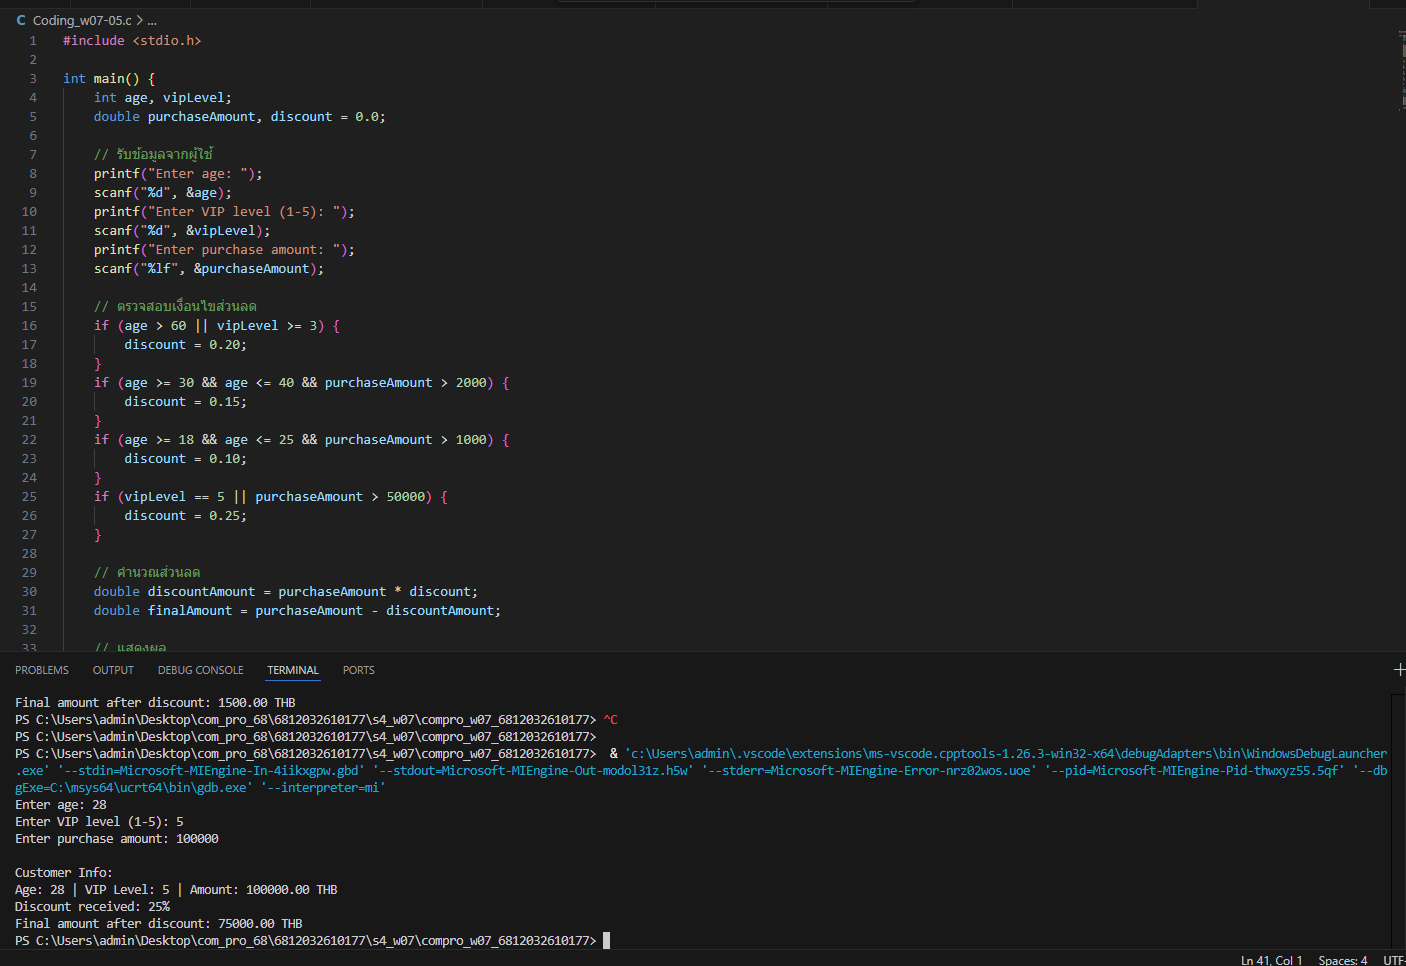 C Coding_w07-05.c > ...
1 #include <stdio.h>
2
3 int main() {
4 int age, vipLevel;
5 double purchaseAmount, discount = 0.0;
6
7 // รับข้อมูลจากผู้ใช้
8 printf("Enter age: ");
9 scanf("%d", &age);
10 printf("Enter VIP level (1-5): ");
11 scanf("%d", &vipLevel);
12 printf("Enter purchase amount: ");
13 scanf("%lf", &purchaseAmount);
14
15 // ตรวจสอบเงื่อนไขส่วนลด
16 if (age > 60 || vipLevel >= 3) {
17 discount = 0.20;
18 }
19 if (age >= 30 && age <= 40 && purchaseAmount > 2000) {
20 discount = 0.15;
21 }
22 if (age >= 18 && age <= 25 && purchaseAmount > 1000) {
23 discount = 0.10;
24 }
25 if (vipLevel == 5 || purchaseAmount > 50000) {
26 discount = 0.25;
27 }
28
29 // คำนวณส่วนลด
30 double discountAmount = purchaseAmount * discount;
31 double finalAmount = purchaseAmount - discountAmount;
32
33 // แสดงผล
PROBLEMS OUTPUT DEBUG CONSOLE TERMINAL PORTS
Final amount after discount: 1500.00 THB
PS C:\Users\admin\Desktop\com_pro_68\6812032610177\s4_w07\compro_w07_6812032610177> ^C
PS C:\Users\admin\Desktop\com_pro_68\6812032610177\s4_w07\compro_w07_6812032610177>
PS C:\Users\admin\Desktop\com_pro_68\6812032610177\s4_w07\compro_w07_6812032610177> & 'c:\Users\admin\.vscode\extensions\ms-vscode.cpptools-1.26.3-win32-x64\debugAdapters\bin\WindowsDebugLauncher
.exe' '--stdin=Microsoft-MIEngine-In-4iikxgpw.gbd' '--stdout=Microsoft-MIEngine-Out-modol31z.h5w' '--stderr=Microsoft-MIEngine-Error-nrz02wos.uoe' '--pid=Microsoft-MIEngine-Pid-thwxyz55.5qf' '--db
gExe=C:\msys64\ucrt64\bin\gdb.exe' '--interpreter=mi'
Enter age: 28
Enter VIP level (1-5): 5
Enter purchase amount: 100000
Customer Info:
Age: 28 | VIP Level: 5 | Amount: 100000.00 THB
Discount received: 25%
Final amount after discount: 75000.00 THB
PS C:\Users\admin\Desktop\com_pro_68\6812032610177\s4_w07\compro_w07_6812032610177>
Ln 41, Col 1 Spaces: 4 UTF-